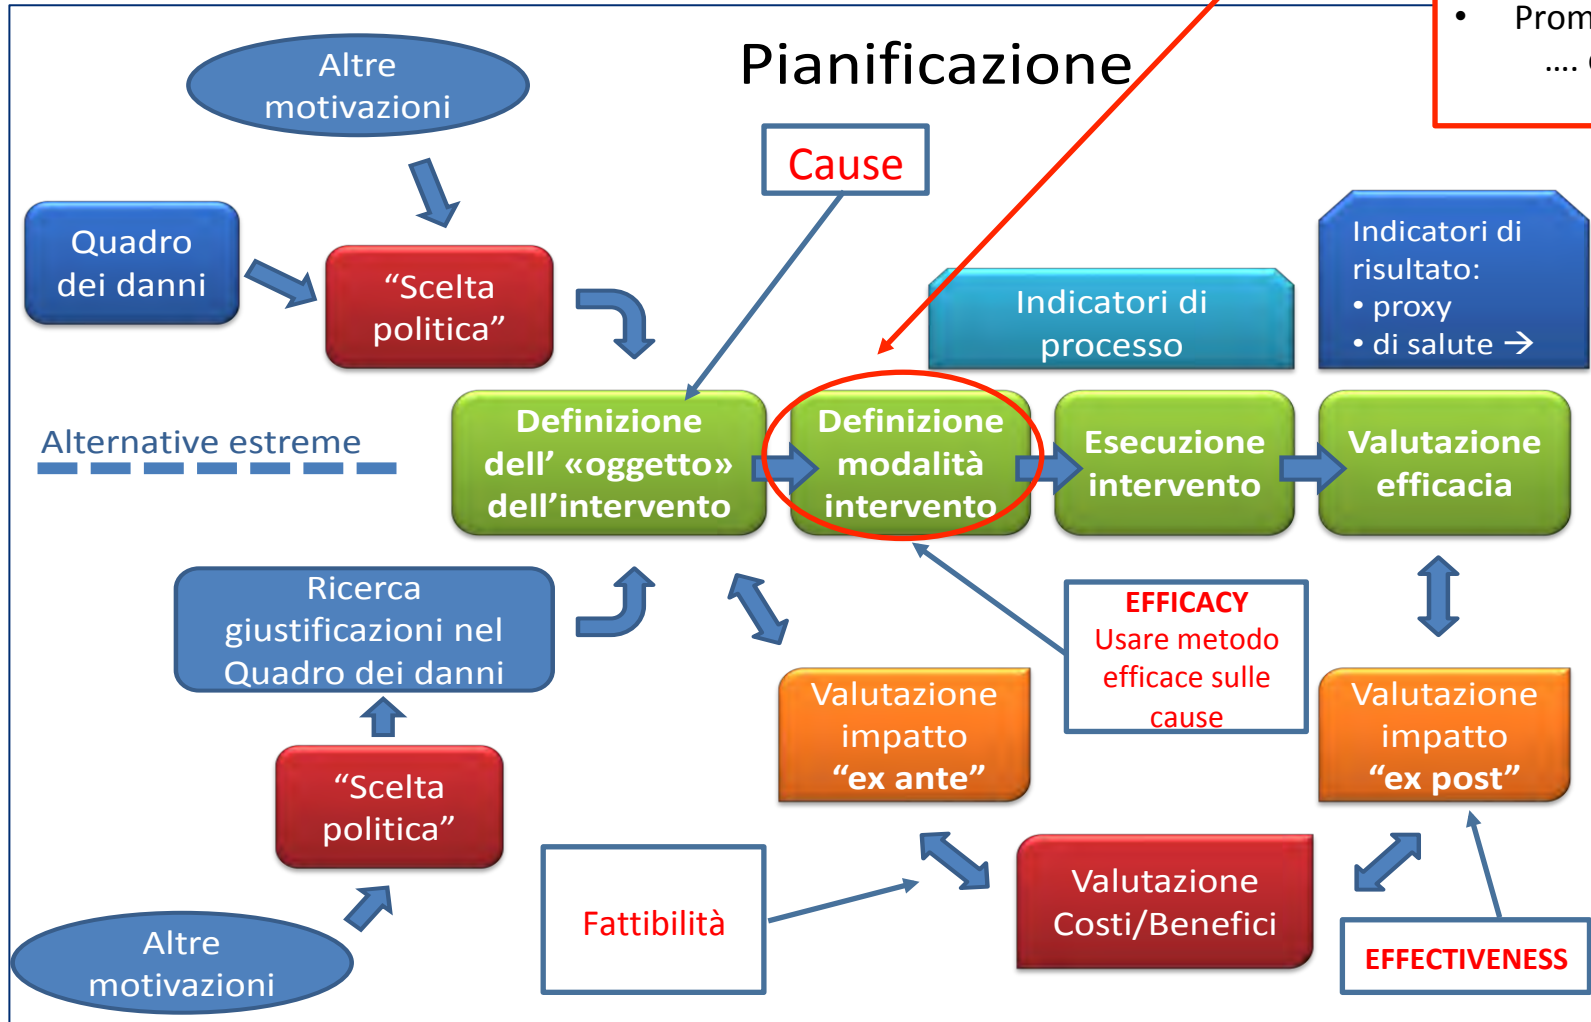 • Prom
....
Pianificazione
Altre
motivazioni
Cause
Quadro
dei danni
“Scelta
politica”
Indicatori di
processo
Indicatori di
risultato:
• proxy
• di salute →
Alternative estreme
Definizione
dell’ «oggetto»
dell’intervento
Definizione
modalità
intervento
Esecuzione
intervento
Valutazione
efficacia
Ricerca
giustificazioni nel
Quadro dei danni
EFFICACY
Usare metodo
efficace sulle
cause
Valutazione
impatto
“ex ante”
Valutazione
impatto
“ex post”
“Scelta
politica”
Fattibilità
Valutazione
Costi/Benefici
EFFECTIVENESS
Altre
motivazioni